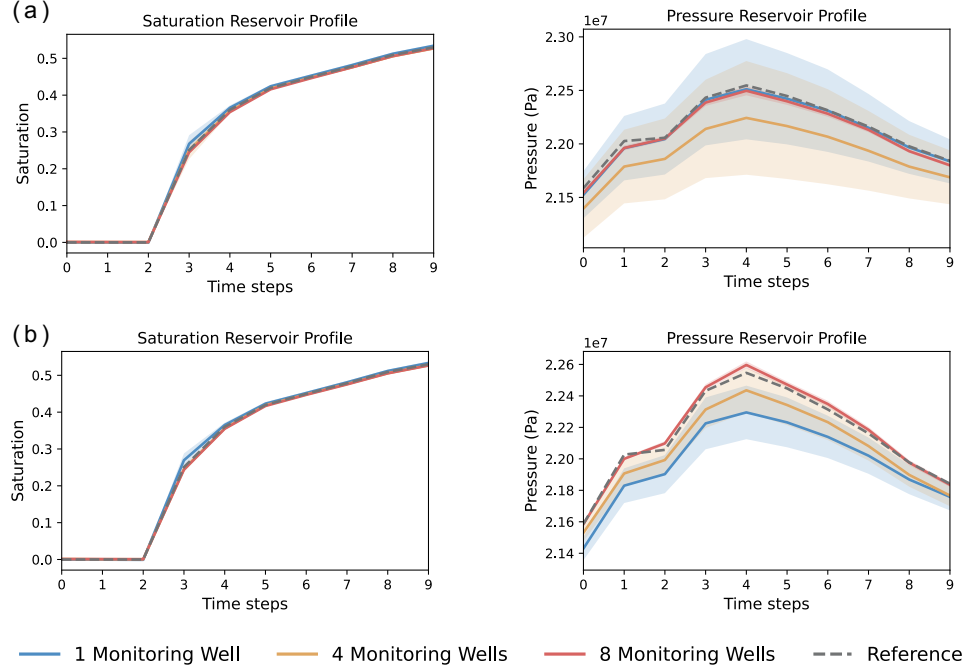 (a)
Saturation Reservoir Profile
Saturation
0.5
0.4
0.3
0.2
0.1
0.0
0 1 2 3 4 5 6 7 8 9
Time steps
Pressure Reservoir Profile
1e7
Pressure (Pa)
2.30
2.25
2.20
2.15
0 1 2 3 4 5 6 7 8 9
Time steps
(b)
Saturation Reservoir Profile
Saturation
0.5
0.4
0.3
0.2
0.1
0.0
0 1 2 3 4 5 6 7 8 9
Time steps
Pressure Reservoir Profile
1e7
Pressure (Pa)
2.26
2.24
2.22
2.20
2.18
2.16
2.14
0 1 2 3 4 5 6 7 8 9
Time steps
1 Monitoring Well 4 Monitoring Wells 8 Monitoring Wells Reference